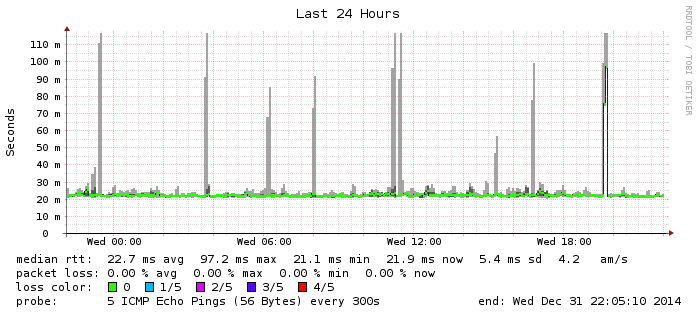 Last 24 Hours
RRDTOOL / TOBI OETIKER
Seconds
110 m
100 m
90 m
80 m
70 m
60 m
50 m
40 m
30 m
20 m
10 m
0
Wed 00:00 Wed 06:00 Wed 12:00 Wed 18:00
median rtt: 22.7 ms avg 97.2 ms max 21.1 ms min 21.9 ms now 5.4 ms sd 4.2 am/s
packet loss: 0.00 % avg 0.00 % max 0.00 % min 0.00 % now
loss color: 0 1/5 2/5 3/5 4/5
probe: 5 ICMP Echo Pings (56 Bytes) every 300s end: Wed Dec 31 22:05:10 2014